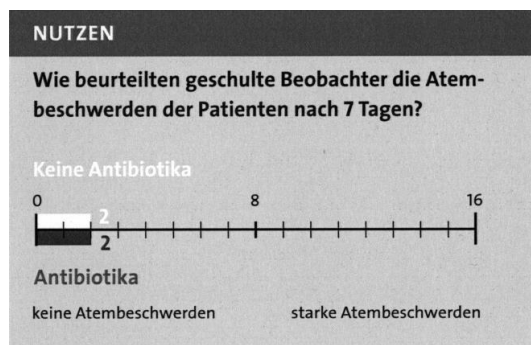 NUTZEN
Wie beurteilten geschulte Beobachter die Atem-
beschwerden der Patienten nach 7 Tagen?
Keine Antibiotika
0 8 16
2
2
Antibiotika
keine Atembeschwerden starke Atembeschwerden